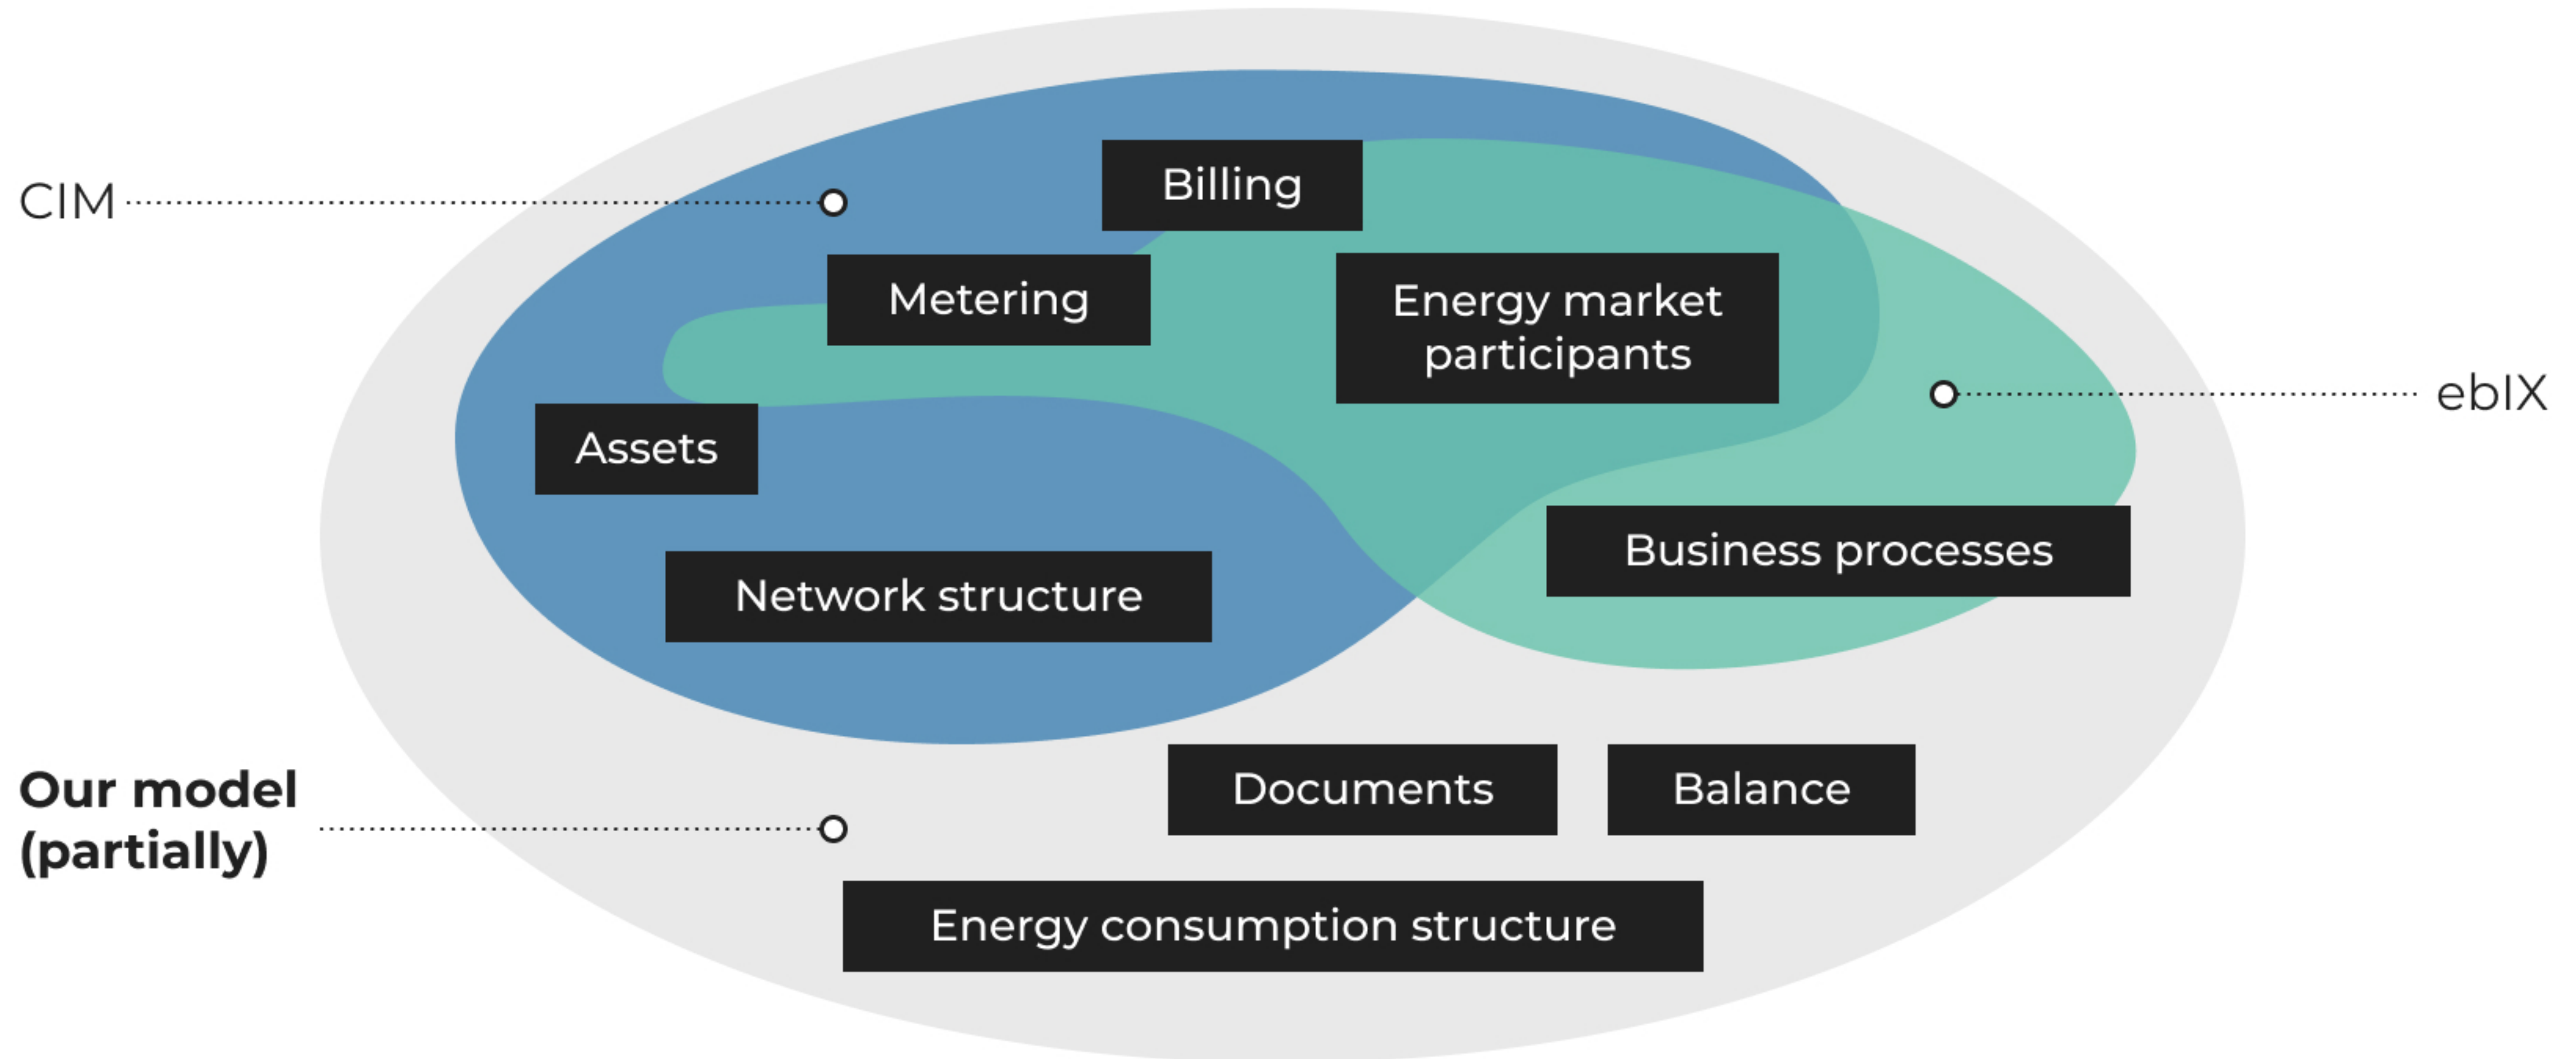 CIM
Billing
Metering
Energy market
participants
ebIX
Assets
Business processes
Network structure
Our model
(partially)
Documents
Balance
Energy consumption structure